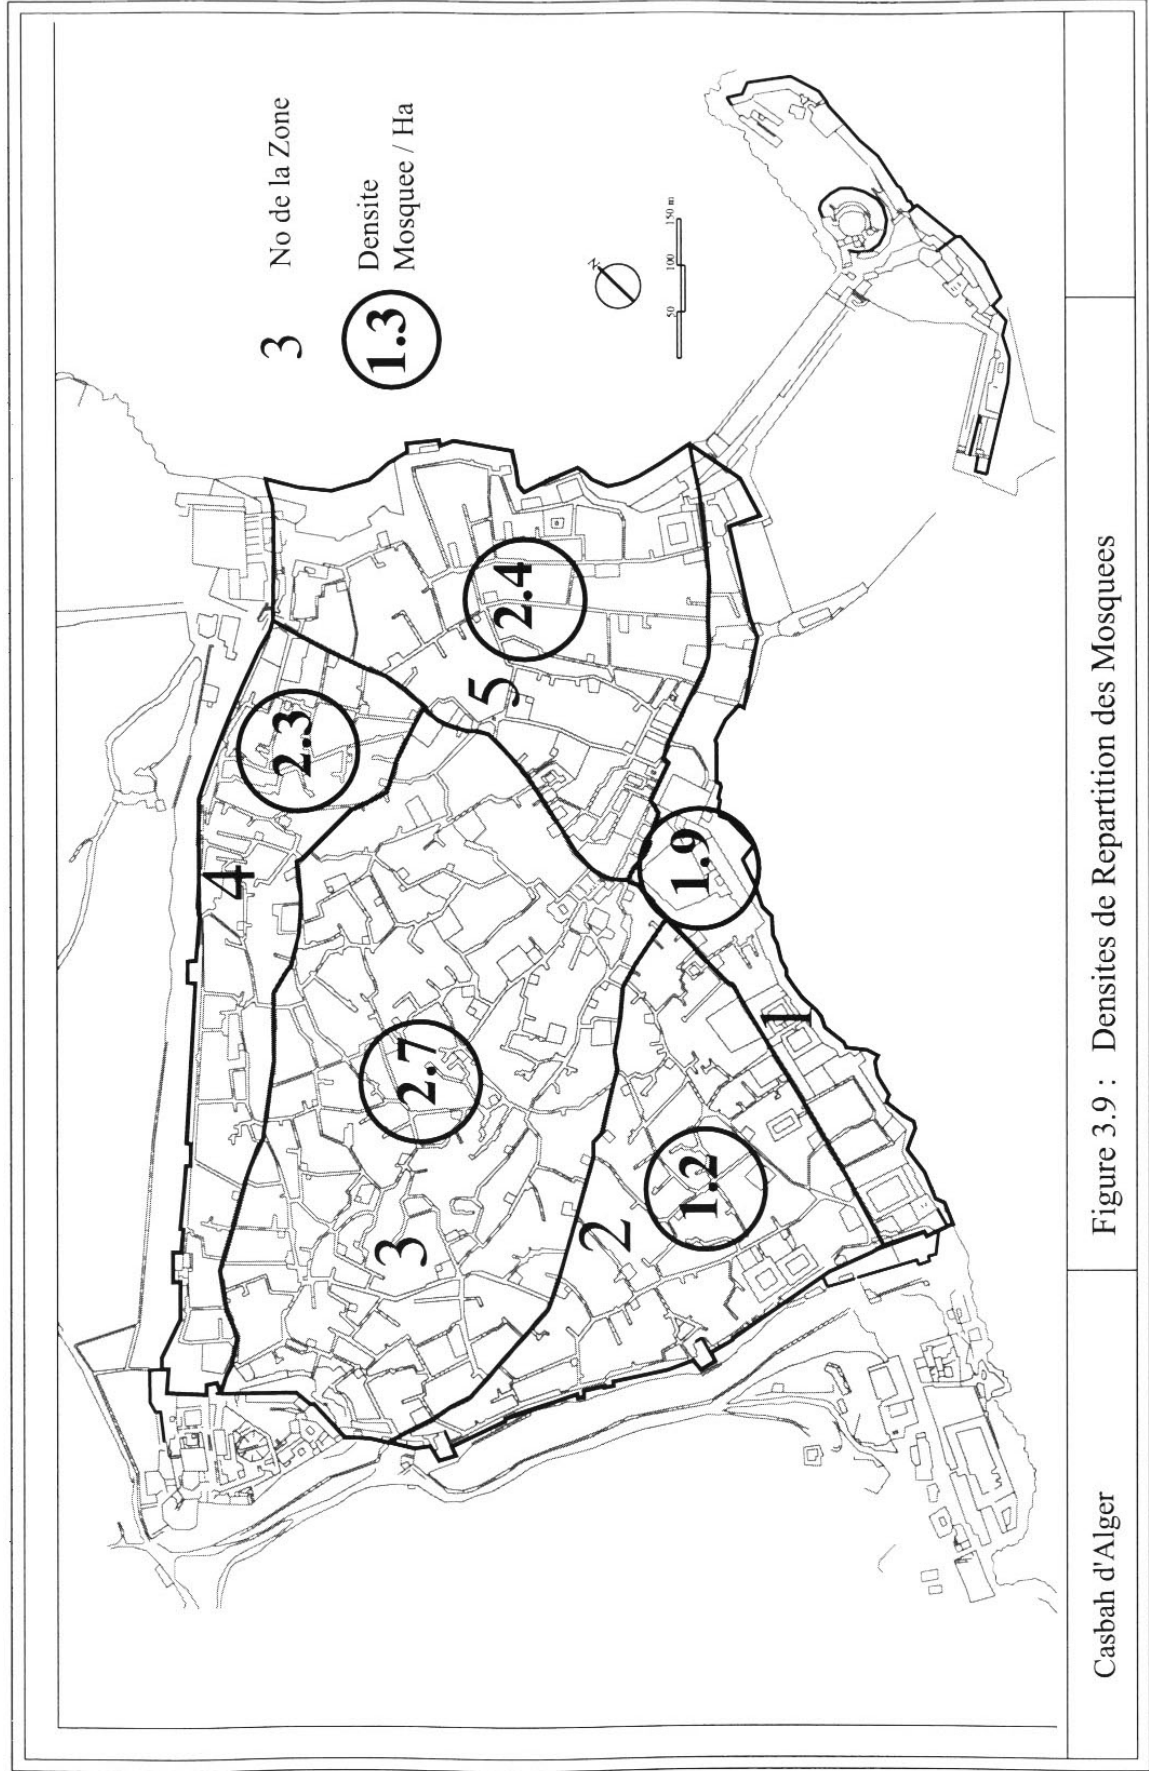 3 No de la Zone
1.3 Densite
Mosquee / Ha
N
50 100 150 m
4
2.3
2.4
5
2.7
1.9
3
1
2
1.2
Casbah d'Alger
Figure 3.9 : Densites de Repartition des Mosquees